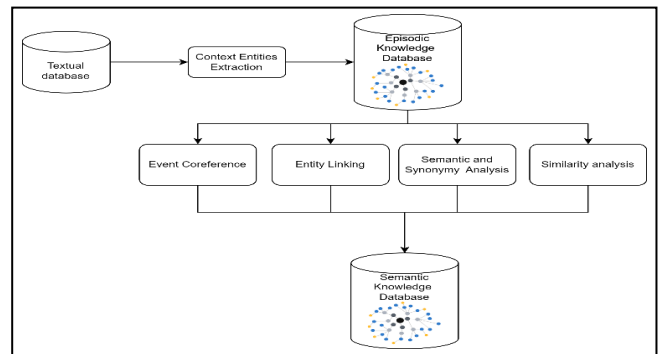 Textual
database
Context Entities
Extraction
Episodic
Knowledge
Database
Event Coreference
Entity Linking
Semantic and
Synonymy Analysis
Similarity analysis
Semantic
Knowledge
Database